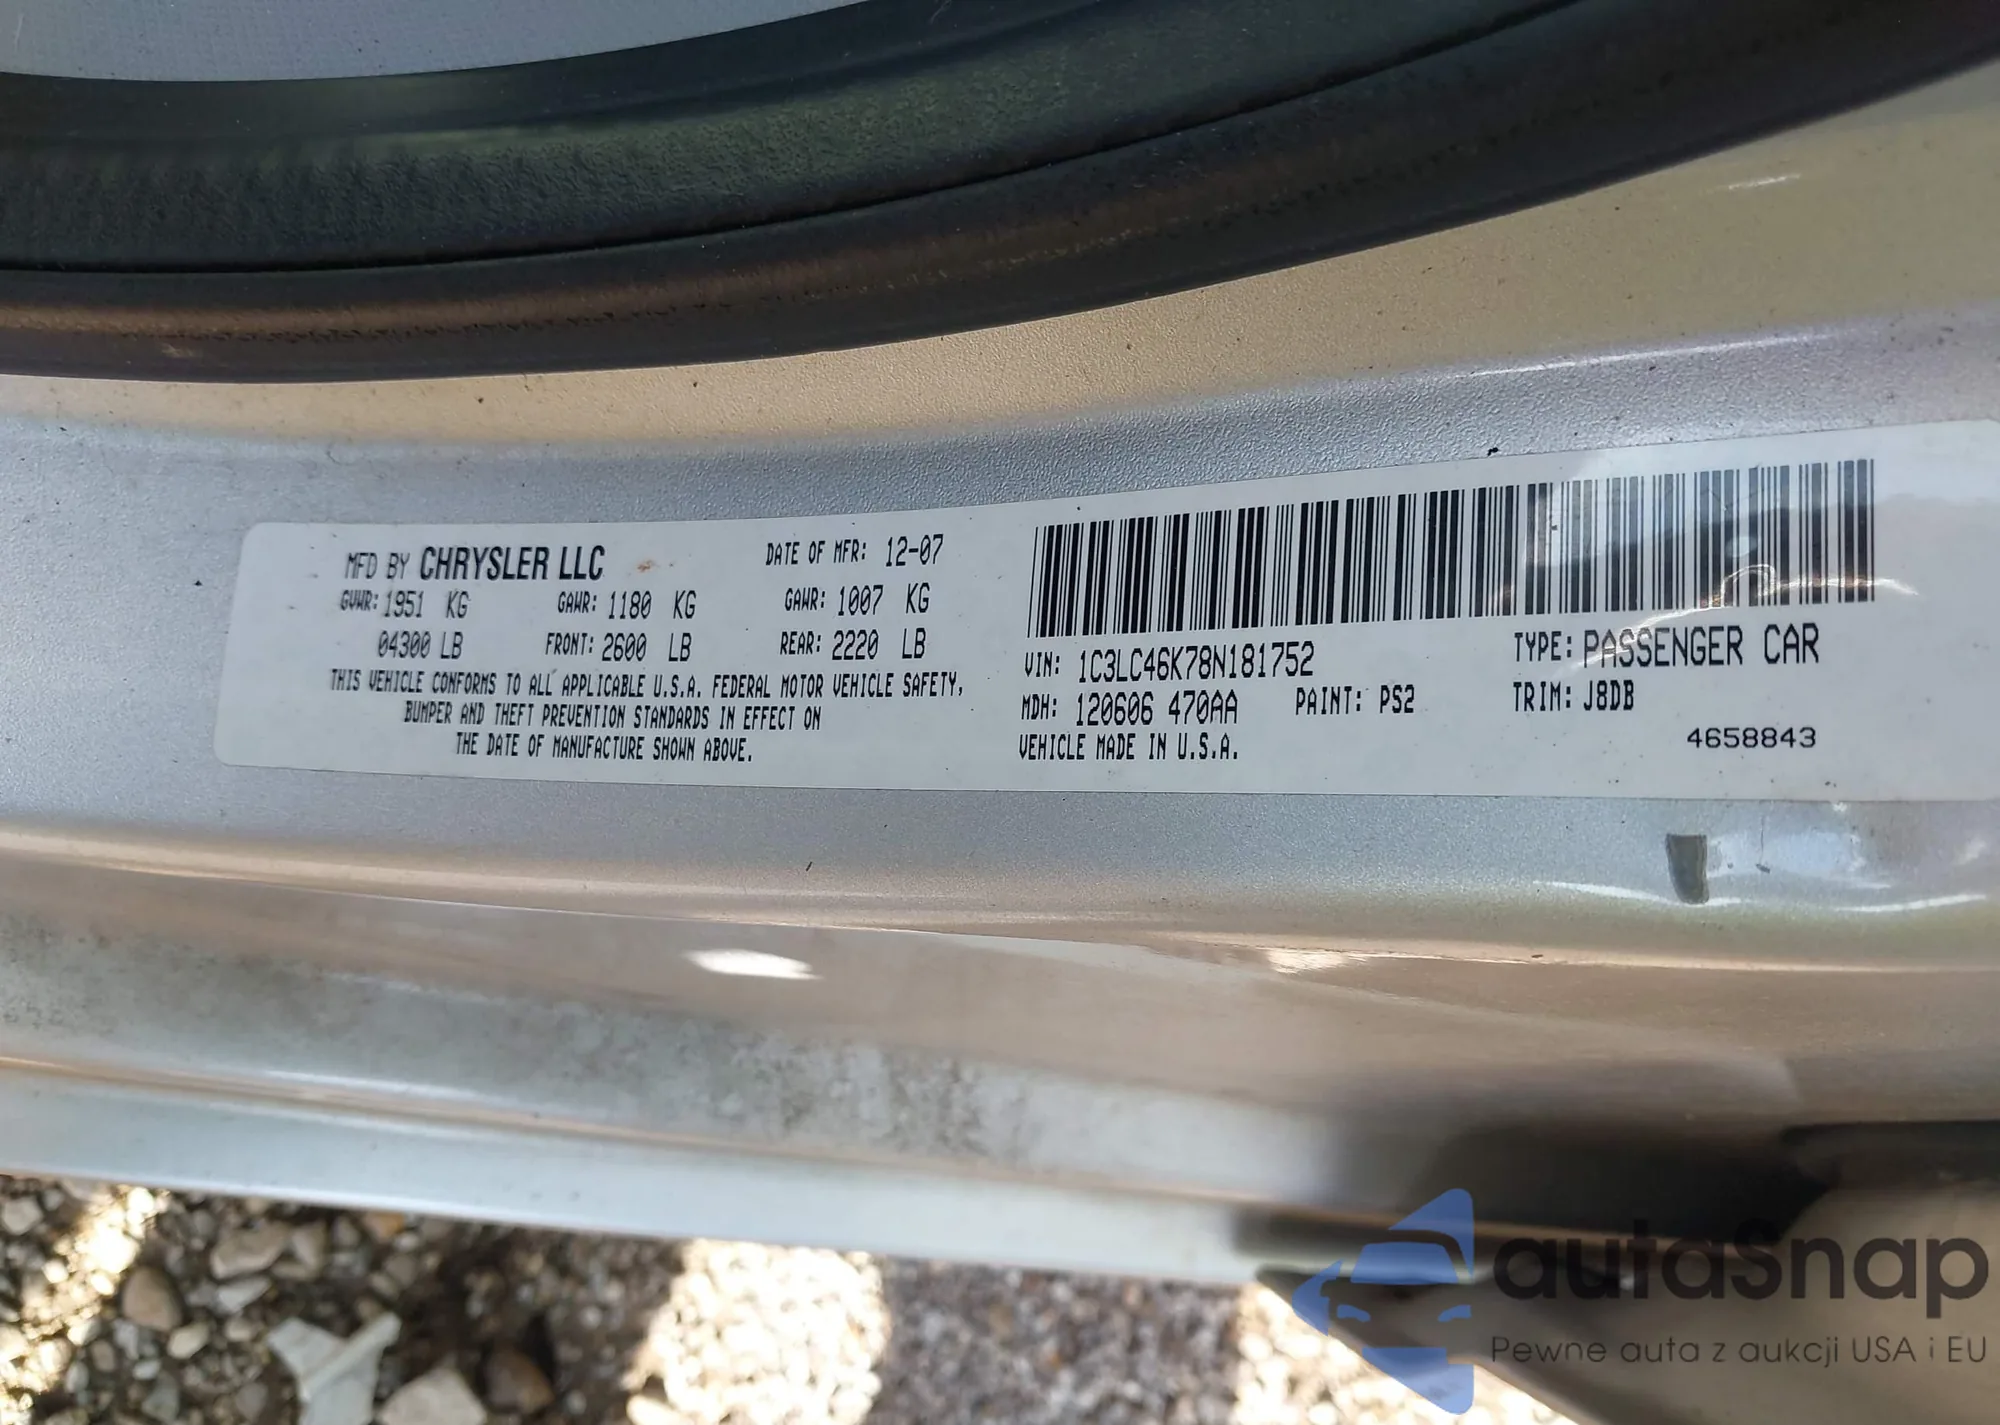 MFD BY CHRYSLER LLC DATE OF MFR: 12-07
GVWR: 1951 KG GAWR: 1180 KG GAWR: 1007 KG
04300 LB FRONT: 2600 LB REAR: 2220 LB
THIS VEHICLE CONFORMS TO ALL APPLICABLE U.S.A. FEDERAL MOTOR VEHICLE SAFETY,
BUMPER AND THEFT PREVENTION STANDARDS IN EFFECT ON
THE DATE OF MANUFACTURE SHOWN ABOVE.
VIN: 1C3LC46K78N181752 TYPE: PASSENGER CAR
MDH: 120606 470AA PAINT: PS2 TRIM: J8DB
VEHICLE MADE IN U.S.A. 4658843
autaSnap
Pewne auta z aukcji USA i EU